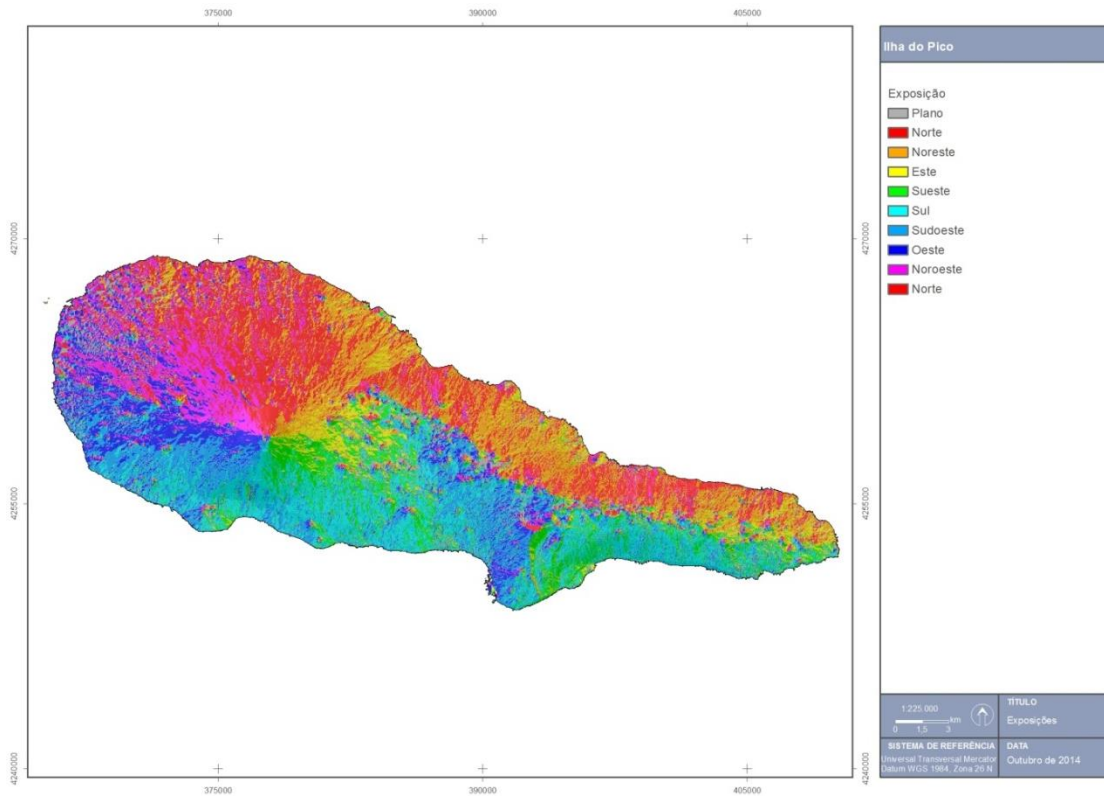 375000
390000
405000
Ilha do Pico
Exposição
Plano
Norte
Noreste
Este
Sueste
Sul
Sudoeste
Oeste
Noroeste
Norte
4270000
4270000
4255000
4255000
4240000
4240000
375000
390000
405000
1:225.000
km
0 1,5 3
TÍTULO
Exposições
SISTEMA DE REFERÊNCIA
Universal Transversal Mercator
Datum WGS 1984, Zona 26 N
DATA
Outubro de 2014